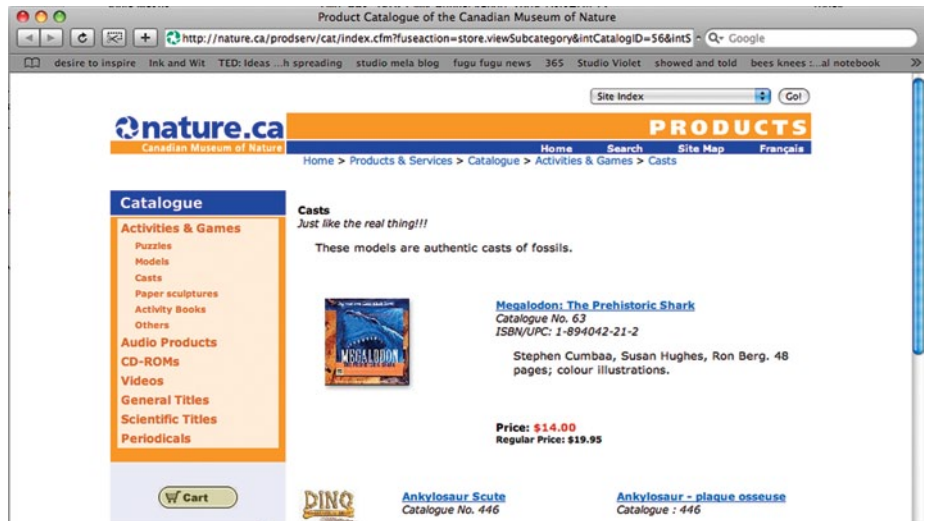 Product Catalogue of the Canadian Museum of Nature
http://nature.ca/prodserv/cat/index.cfm?fuseaction=store.viewSubcategory&intCatalogID=56&intS
Google
desire to inspire Ink and Wit TED: Ideas ...h spreading studio mela blog fugu fugu news 365 Studio Violet showed and told bees knees :...al notebook
Site Index Go!
nature.ca PRODUCTS
Canadian Museum of Nature Home Search Site Map Français
Home > Products & Services > Catalogue > Activities & Games > Casts
Catalogue
Activities & Games
Puzzles
Models
Casts
Paper sculptures
Activity Books
Others
Audio Products
CD-ROMs
Videos
General Titles
Scientific Titles
Periodicals
Cart
Casts
Just like the real thing!!!
These models are authentic casts of fossils.
MEGALODON
Megalodon: The Prehistoric Shark
Catalogue No. 63
ISBN/UPC: 1-894042-21-2
Stephen Cumbaa, Susan Hughes, Ron Berg. 48
pages; colour illustrations.
Price: $14.00
Regular Price: $19.95
DINO
Ankylosaur Scute
Catalogue No. 446
Ankylosaur - plaque osseuse
Catalogue : 446